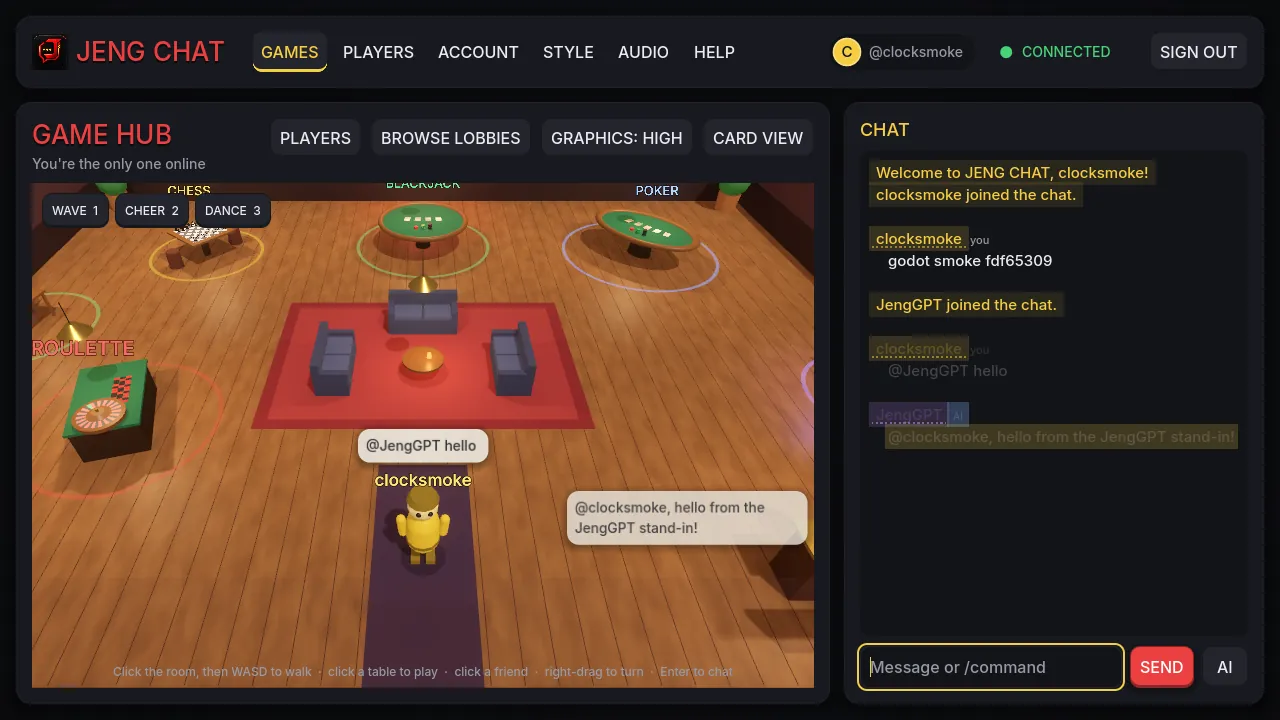 JENG CHAT
GAMES
PLAYERS
ACCOUNT
STYLE
AUDIO
HELP
C
@clocksmoke
CONNECTED
SIGN OUT
GAME HUB
You're the only one online
PLAYERS
BROWSE LOBBIES
GRAPHICS: HIGH
CARD VIEW
WAVE 1
CHEER 2
DANCE 3
CHESS
BLACKJACK
POKER
ROULETTE
@JengGPT hello
clocksmoke
@clocksmoke, hello from the
JengGPT stand-in!
Click the room, then WASD to walk · click a table to play · click a friend · right-drag to turn · Enter to chat
CHAT
Welcome to JENG CHAT, clocksmoke!
clocksmoke joined the chat.
clocksmoke you
godot smoke fdf65309
JengGPT joined the chat.
clocksmoke you
@JengGPT hello
JengGPT AI
@clocksmoke, hello from the JengGPT stand-in!
Message or /command
SEND
AI